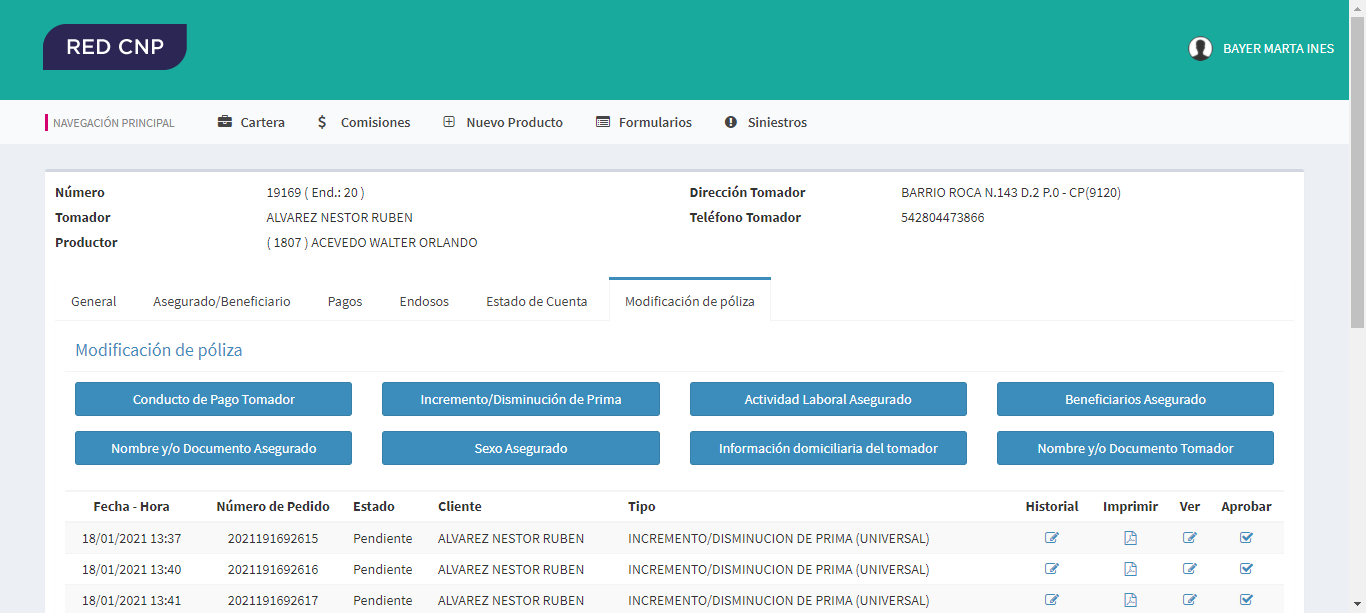 RED CNP
BAYER MARTA INES
NAVEGACIÓN PRINCIPAL Cartera $ Comisiones Nuevo Producto Formularios Siniestros
Número 19169 ( End.: 20 ) Dirección Tomador BARRIO ROCA N.143 D.2 P.0 - CP(9120)
Tomador ALVAREZ NESTOR RUBEN Teléfono Tomador 542804473866
Productor ( 1807 ) ACEVEDO WALTER ORLANDO
General Asegurado/Beneficiario Pagos Endosos Estado de Cuenta Modificación de póliza
Modificación de póliza
Conducto de Pago Tomador Incremento/Disminución de Prima Actividad Laboral Asegurado Beneficiarios Asegurado
Nombre y/o Documento Asegurado Sexo Asegurado Información domiciliaria del tomador Nombre y/o Documento Tomador
Fecha - Hora Número de Pedido Estado Cliente Tipo Historial Imprimir Ver Aprobar
18/01/2021 13:37 2021191692615 Pendiente ALVAREZ NESTOR RUBEN INCREMENTO/DISMINUCION DE PRIMA (UNIVERSAL)
18/01/2021 13:40 2021191692616 Pendiente ALVAREZ NESTOR RUBEN INCREMENTO/DISMINUCION DE PRIMA (UNIVERSAL)
18/01/2021 13:41 2021191692617 Pendiente ALVAREZ NESTOR RUBEN INCREMENTO/DISMINUCION DE PRIMA (UNIVERSAL)